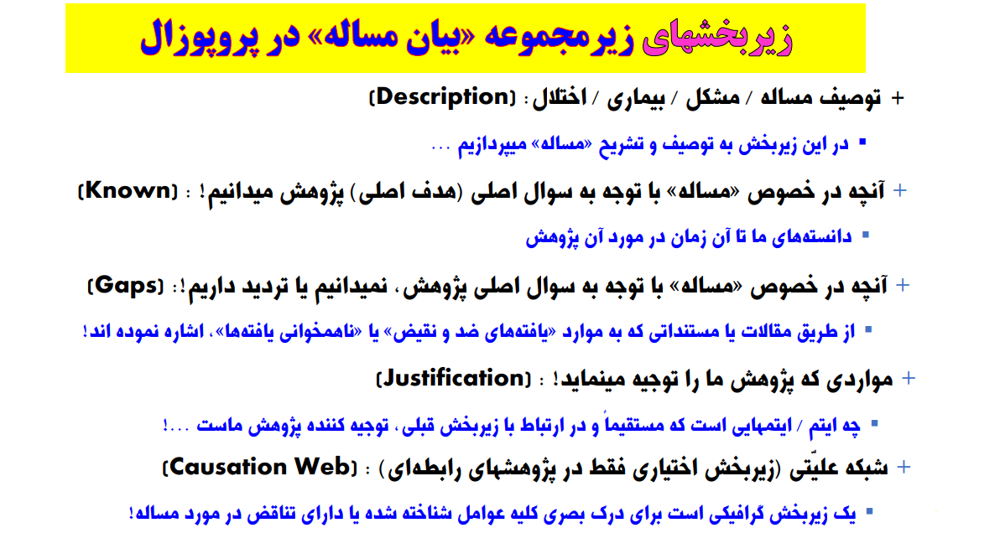 زیربخشهای زیرمجموعه «بیان مساله» در پروپوزال
+ توصیف مساله / مشکل / بیماری / اختلال: (Description)
▪ در این زیربخش به توصیف و تشریح «مساله» میپردازیم ...
+ آنچه در خصوص «مساله» با توجه به سوال اصلی (هدف اصلی) پژوهش میدانیم! : (Known)
▪ دانسته‌های ما تا آن زمان در مورد آن پژوهش
+ آنچه در خصوص «مساله» با توجه به سوال اصلی پژوهش، نمیدانیم یا تردید داریم!: (Gaps)
▪ از طریق مقالات یا مستنداتی که به موارد «یافته‌های ضد و نقیض» یا «ناهمخوانی یافته‌ها»، اشاره نموده اند!
+ مواردی که پژوهش ما را توجیه مینماید! : (Justification)
▪ چه ایتم / ایتمهایی است که مستقیماً و در ارتباط با زیربخش قبلی، توجیه کننده پژوهش ماست ...!
+ شبکه علیّتی (زیربخش اختیاری فقط در پژوهشهای رابطه‌ای) : (Causation Web)
▪ یک زیربخش گرافیکی است برای درک بصری کلیه عوامل شناخته شده یا دارای تناقض در مورد مساله!